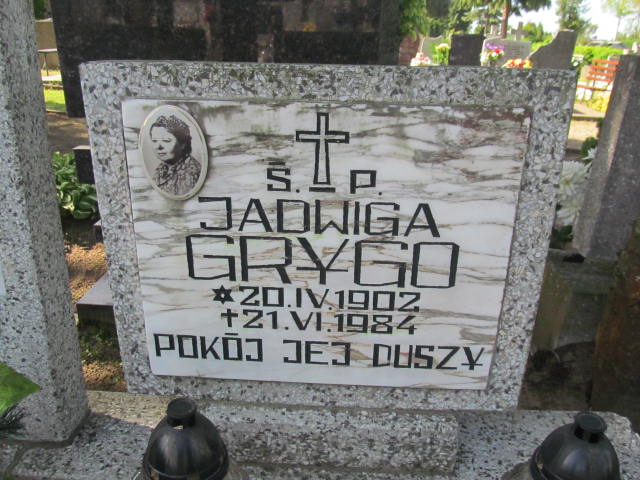 Ś. P.
JADWIGA
GRYGO
* 20.IV.1902
✝ 21.VI.1984
POKÓJ JEJ DUSZY